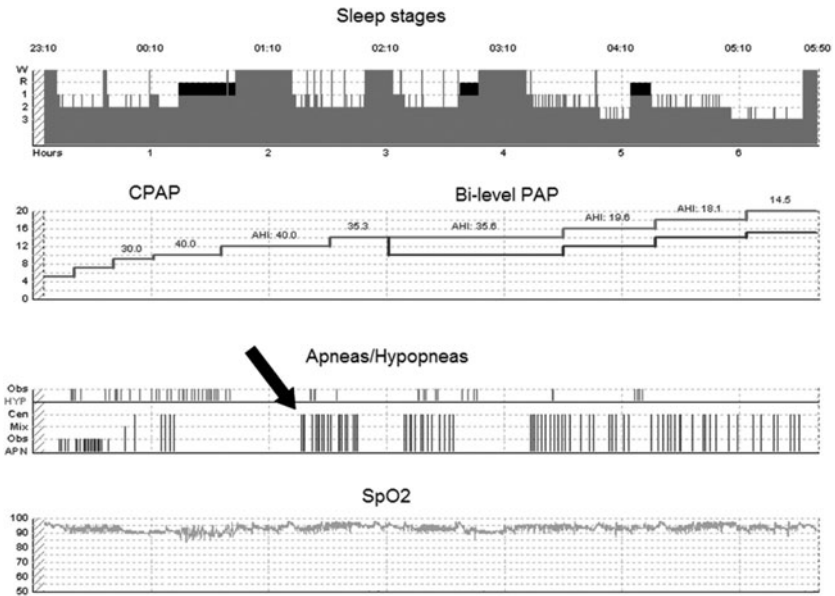 Sleep stages
23:10 00:10 01:10 02:10 03:10 04:10 05:10 05:50
W
R
1
2
3
Hours 1 2 3 4 5 6
CPAP Bi-level PAP
20
16
12
8
4
0
30.0 40.0 AHI: 40.0 35.3 AHI: 35.6 AHI: 19.6 AHI: 18.1 14.5
Apneas/Hypopneas
Obs
HYP
Cen
Mix
Obs
APN
SpO2
100
90
80
70
60
50